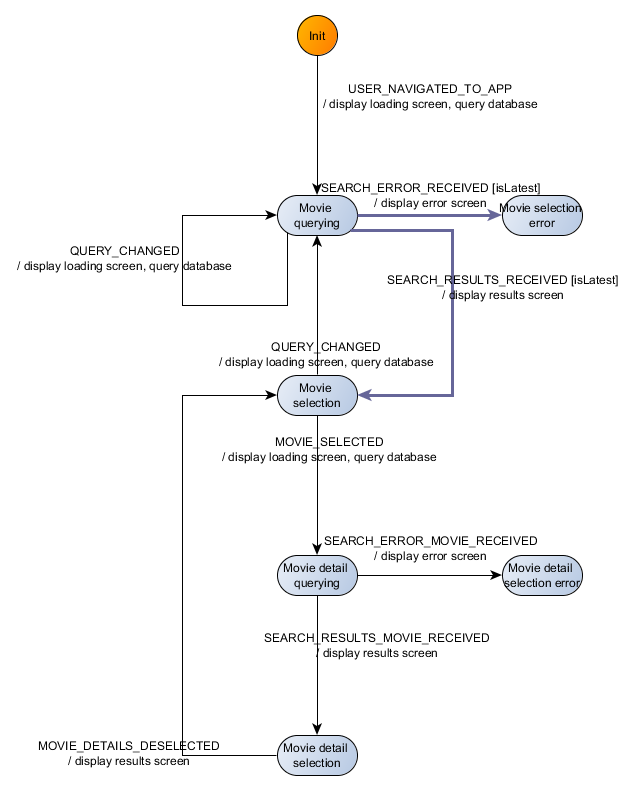 Init
USER_NAVIGATED_TO_APP
/ display loading screen, query database
SEARCH_ERROR_RECEIVED [isLatest]
/ display error screen
Movie
querying
Movie selection
error
QUERY_CHANGED
/ display loading screen, query database
SEARCH_RESULTS_RECEIVED [isLatest]
/ display results screen
QUERY_CHANGED
/ display loading screen, query database
Movie
selection
MOVIE_SELECTED
/ display loading screen, query database
SEARCH_ERROR_MOVIE_RECEIVED
/ display error screen
Movie detail
querying
Movie detail
selection error
SEARCH_RESULTS_MOVIE_RECEIVED
/ display results screen
MOVIE_DETAILS_DESELECTED
/ display results screen
Movie detail
selection